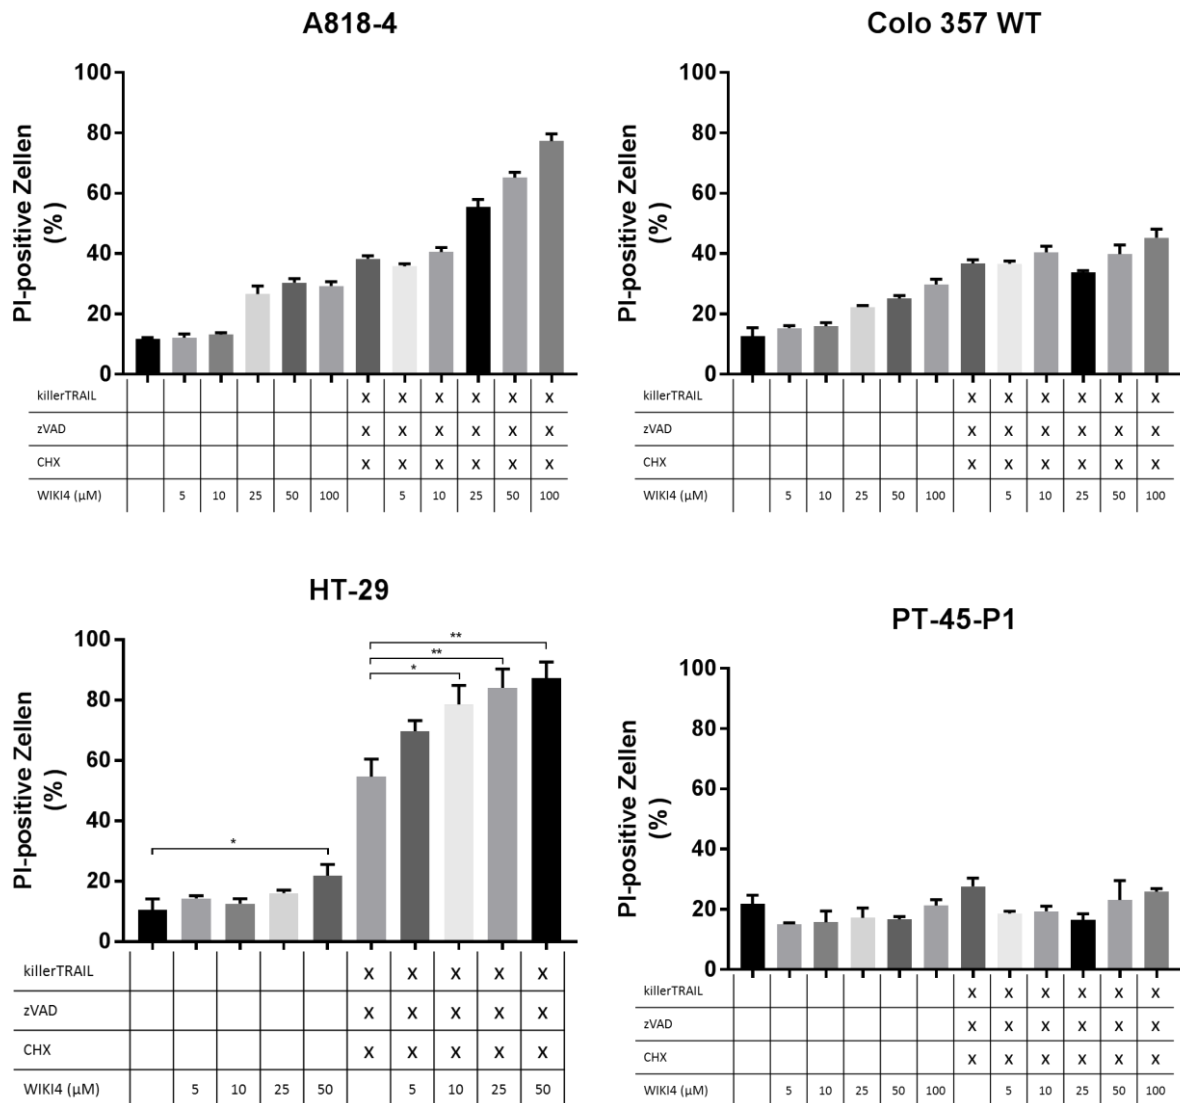 A818-4
PI-positive Zellen
(%)
100
80
60
40
20
0
killerTRAIL X X X X X X
zVAD X X X X X X
CHX X X X X X X
WIKI4 (µM) 5 10 25 50 100 5 10 25 50 100
Colo 357 WT
PI-positive Zellen
(%)
100
80
60
40
20
0
killerTRAIL X X X X X X
zVAD X X X X X X
CHX X X X X X X
WIKI4 (µM) 5 10 25 50 100 5 10 25 50 100
HT-29
PI-positive Zellen
(%)
100
80
60
40
20
0
**
**
*
*
killerTRAIL X X X X X
zVAD X X X X X
CHX X X X X X
WIKI4 (µM) 5 10 25 50 5 10 25 50
PT-45-P1
PI-positive Zellen
(%)
100
80
60
40
20
0
killerTRAIL X X X X X X
zVAD X X X X X X
CHX X X X X X X
WIKI4 (µM) 5 10 25 50 100 5 10 25 50 100